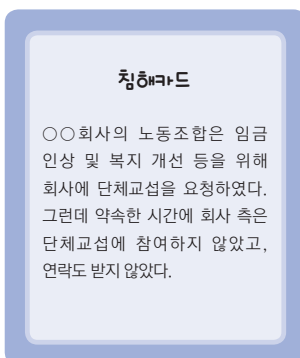 침해카드
○○회사의 노동조합은 임금
인상 및 복지 개선 등을 위해
회사에 단체교섭을 요청하였다.
그런데 약속한 시간에 회사 측은
단체교섭에 참여하지 않았고,
연락도 받지 않았다.